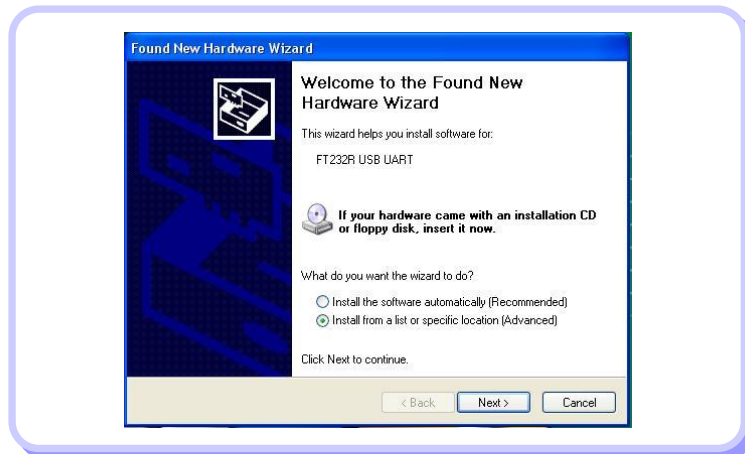 Found New Hardware Wizard
Welcome to the Found New
Hardware Wizard
This wizard helps you install software for:
FT232R USB UART
If your hardware came with an installation CD
or floppy disk, insert it now.
What do you want the wizard to do?
Install the software automatically (Recommended)
Install from a list or specific location (Advanced)
Click Next to continue.
< Back Next > Cancel